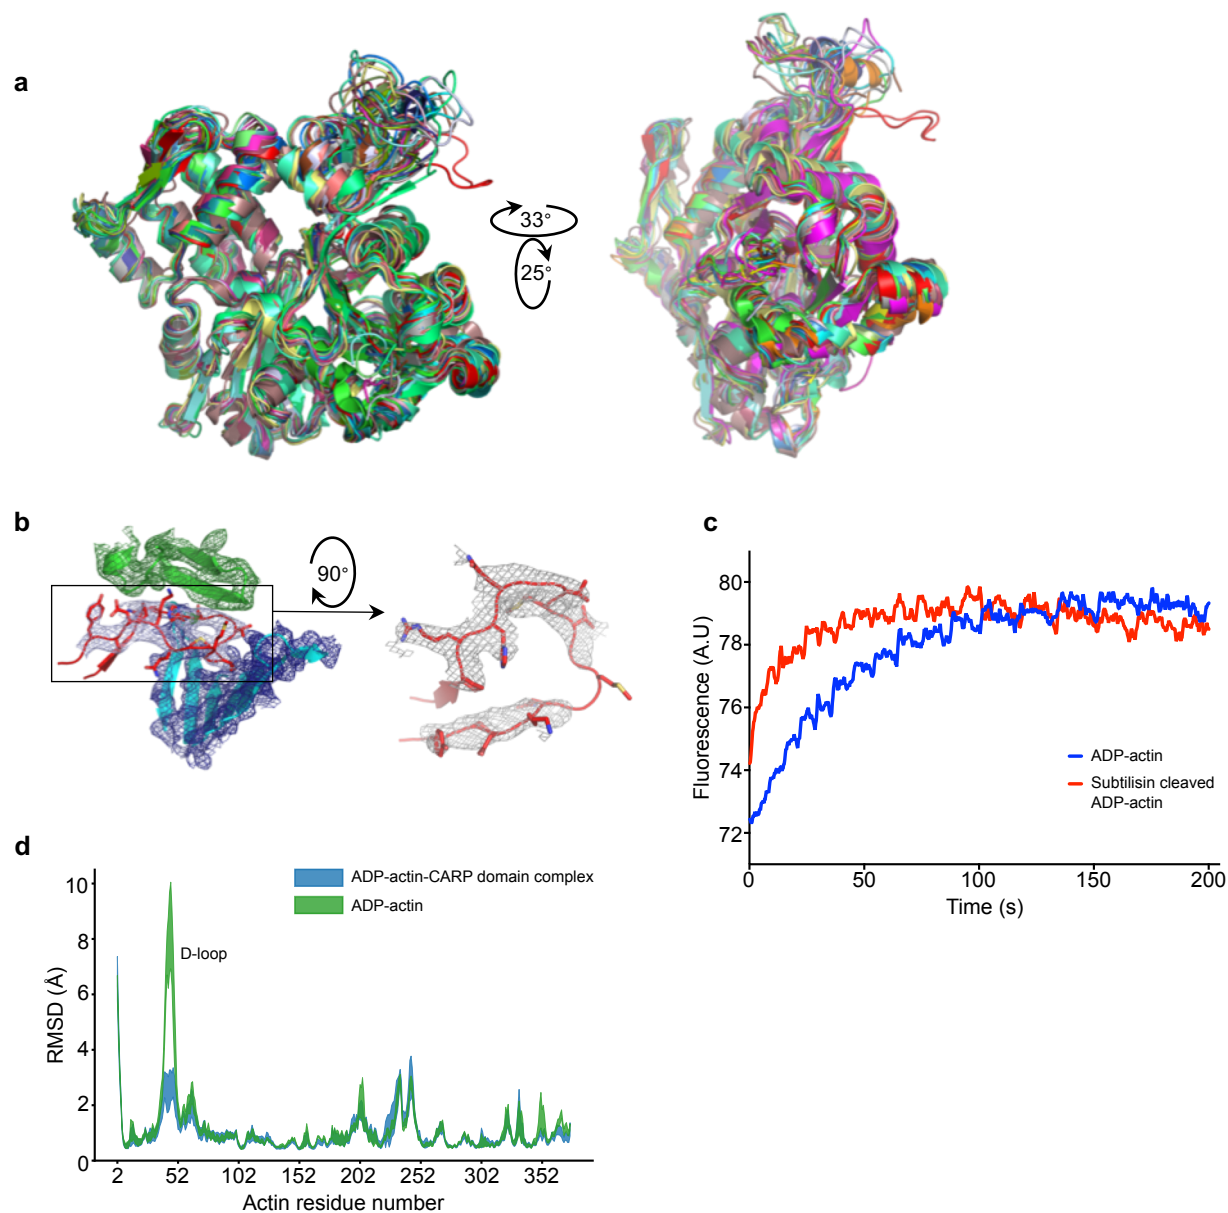 a
33°
25°
b
90°
c
Fluorescence (A.U)
80
78
76
74
72
ADP-actin
Subtilisin cleaved
ADP-actin
0
50
100
150
200
Time (s)
d
RMSD (Å)
10
8
6
4
2
0
D-loop
ADP-actin-CARP domain complex
ADP-actin
2
52
102
152
202
252
302
352
Actin residue number